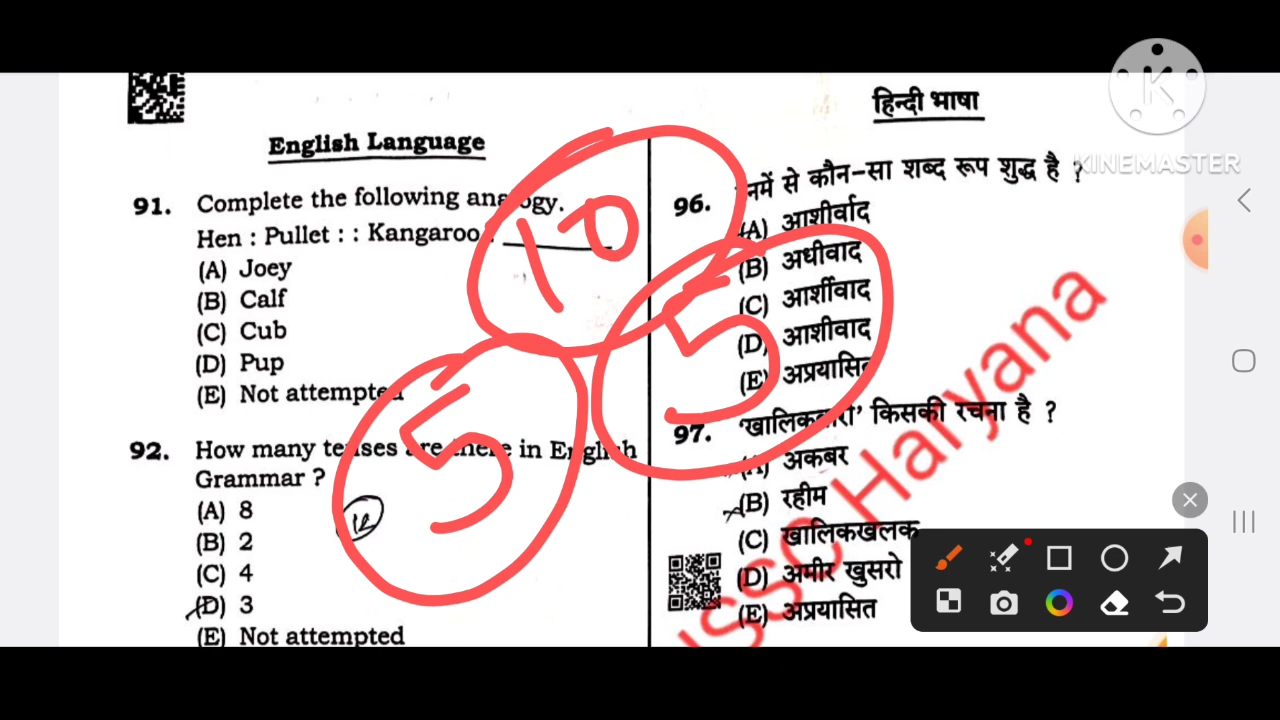 KINEMASTER
English Language
91. Complete the following analogy.
Hen : Pullet : : Kangaroo : ______
(A) Joey
(B) Calf
(C) Cub
(D) Pup
(E) Not attempted
92. How many tenses are there in English
Grammar ?
(A) 8
(B) 2
(C) 4
(D) 3
(E) Not attempted
12
हिन्दी भाषा
96. इनमें से कौन-सा शब्द रूप शुद्ध है ?
(A) आशीर्वाद
(B) अधीवाद
(C) आर्शीवाद
(D) आशीवाद
(E) अप्रयासित
97. ‘खालिकबारी’ किसकी रचना है ?
(A) अकबर
(B) रहीम
(C) खालिकखलक
(D) अमीर खुसरो
(E) अप्रयासित
10
5
5
Haryana